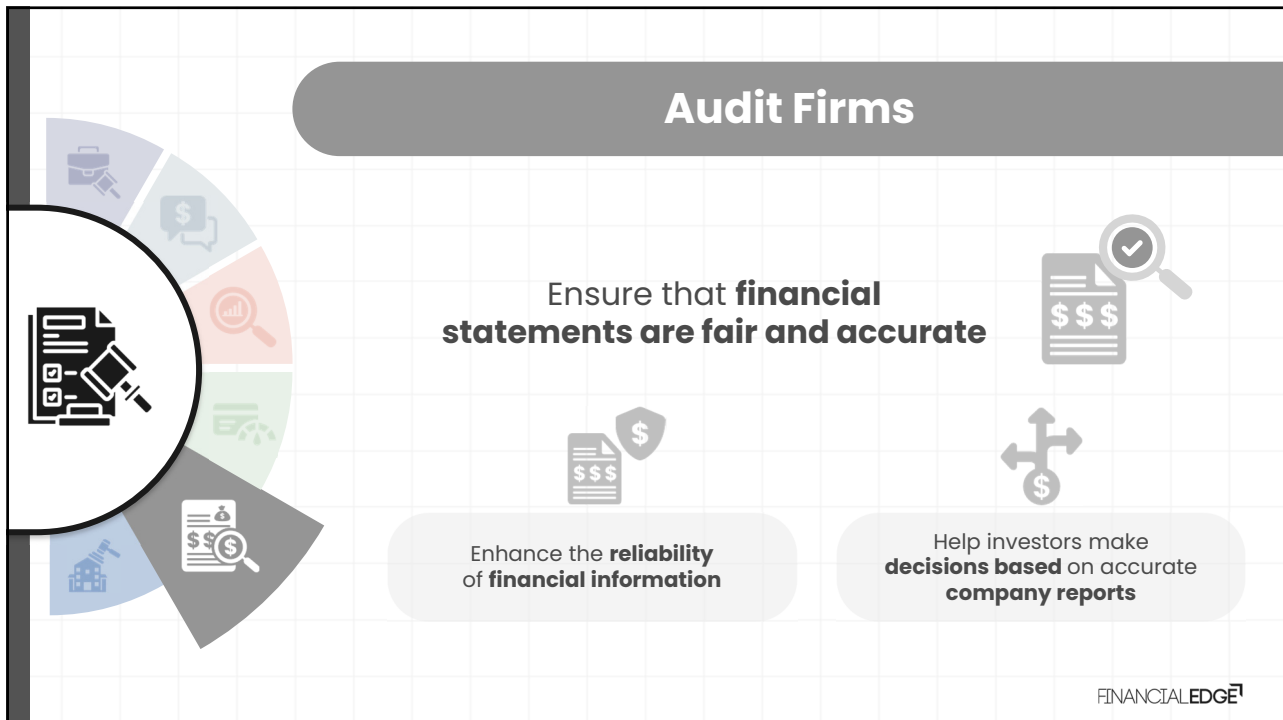 Audit Firms
$
Ensure that financial
statements are fair and accurate
$$$
$
$$$
$
$$
$
Enhance the reliability
of financial information
Help investors make
decisions based on accurate
company reports
FINANCIALEDGE